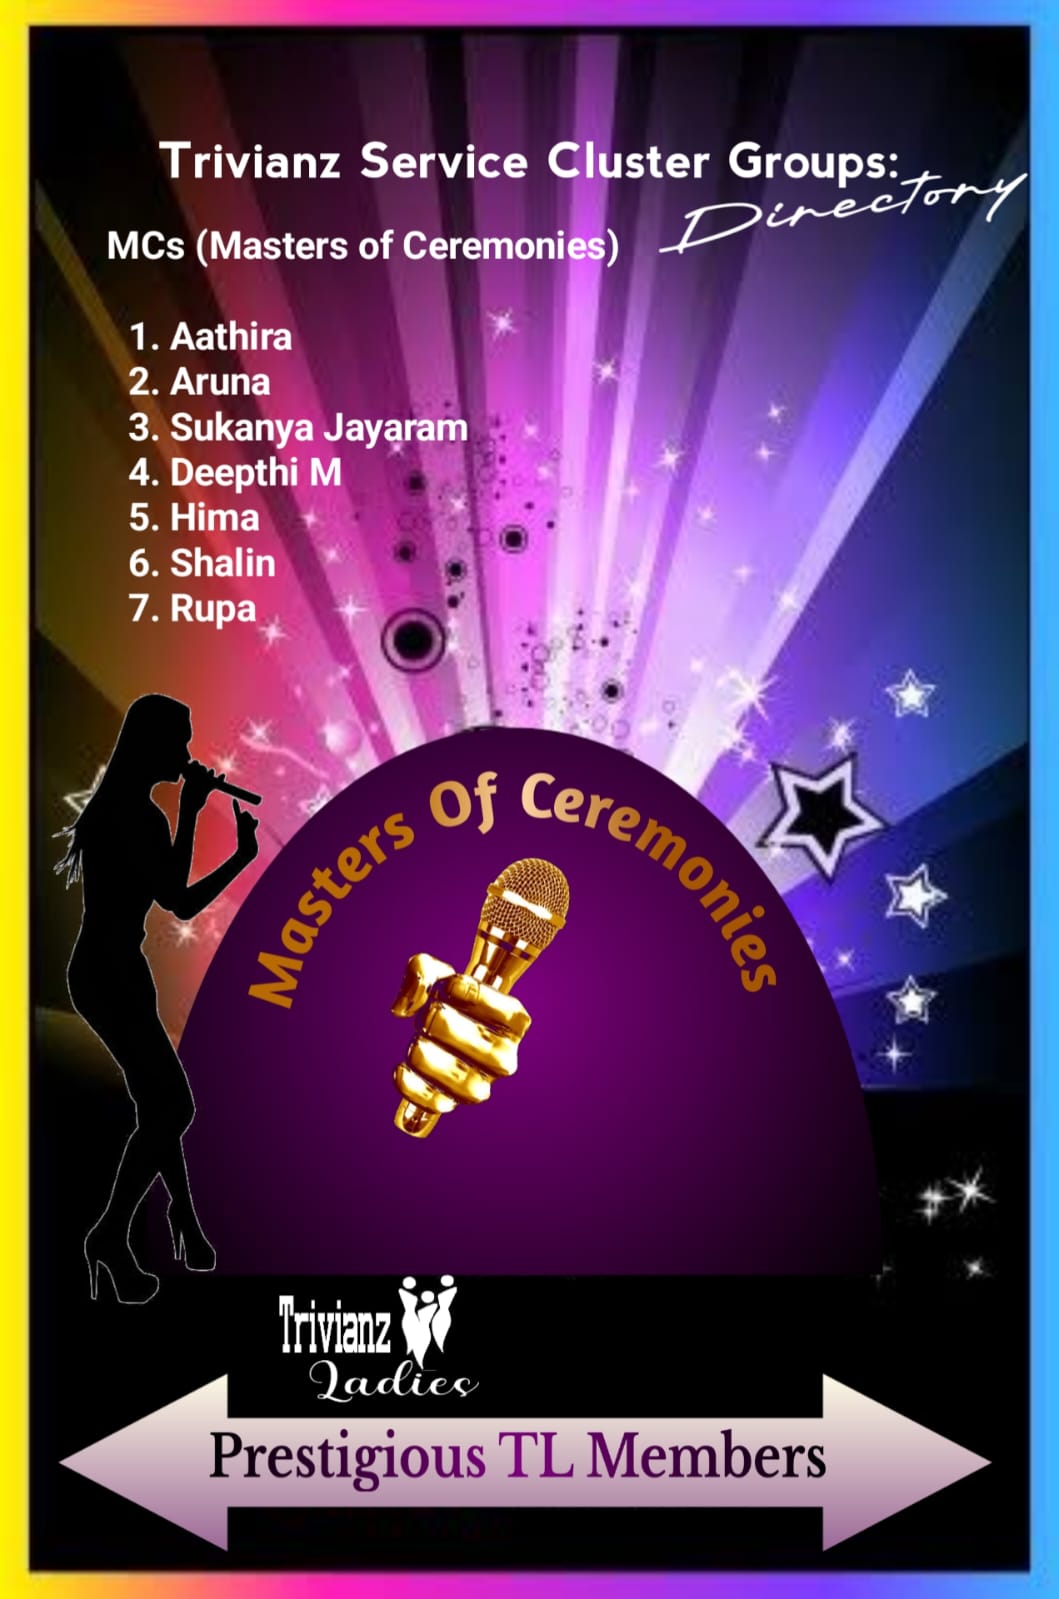 Trivianz Service Cluster Groups:
Directory
MCs (Masters of Ceremonies)
1. Aathira
2. Aruna
3. Sukanya Jayaram
4. Deepthi M
5. Hima
6. Shalin
7. Rupa
Masters Of Ceremonies
Trivianz
Ladies
Prestigious TL Members